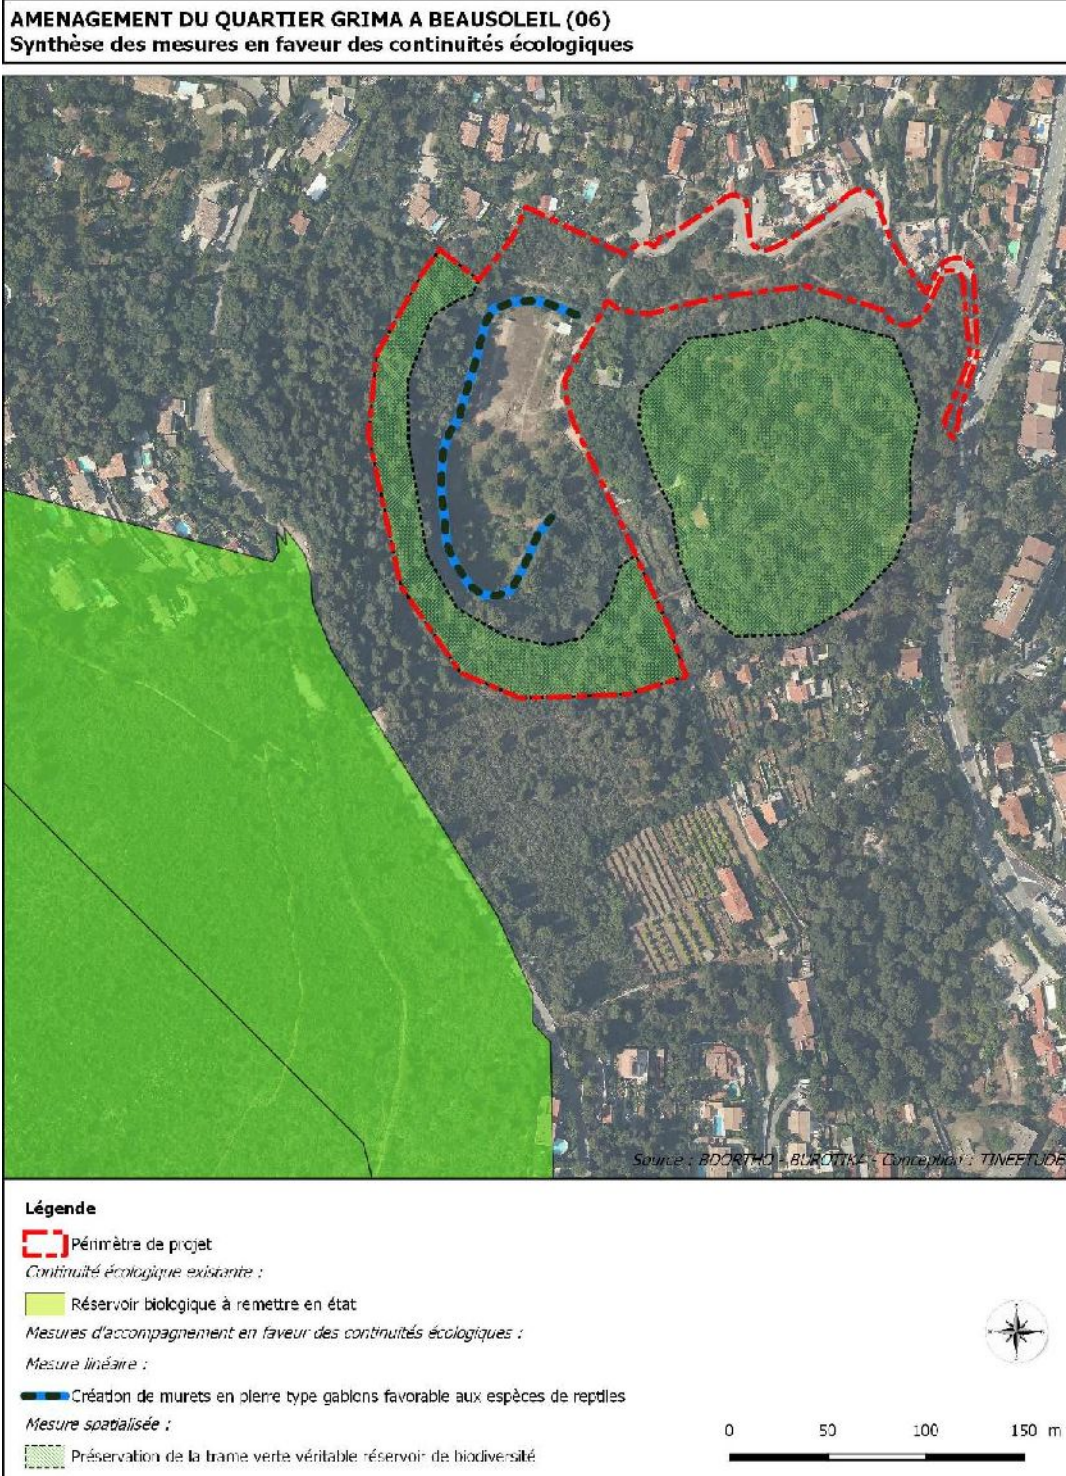 AMENAGEMENT DU QUARTIER GRIMA A BEAUSOLEIL (06)
Synthèse des mesures en faveur des continuités écologiques
Source : BDORTHO - BUROTIKA - Conception : TINEETUDE
Légende
Périmètre de projet
Continuité écologique existante :
Réservoir biologique à remettre en état
Mesures d'accompagnement en faveur des continuités écologiques :
Mesure linéaire :
Création de murets en pierre type gabions favorable aux espèces de reptiles
Mesure spatialisée :
Préservation de la trame verte véritable réservoir de biodiversité
0 50 100 150 m